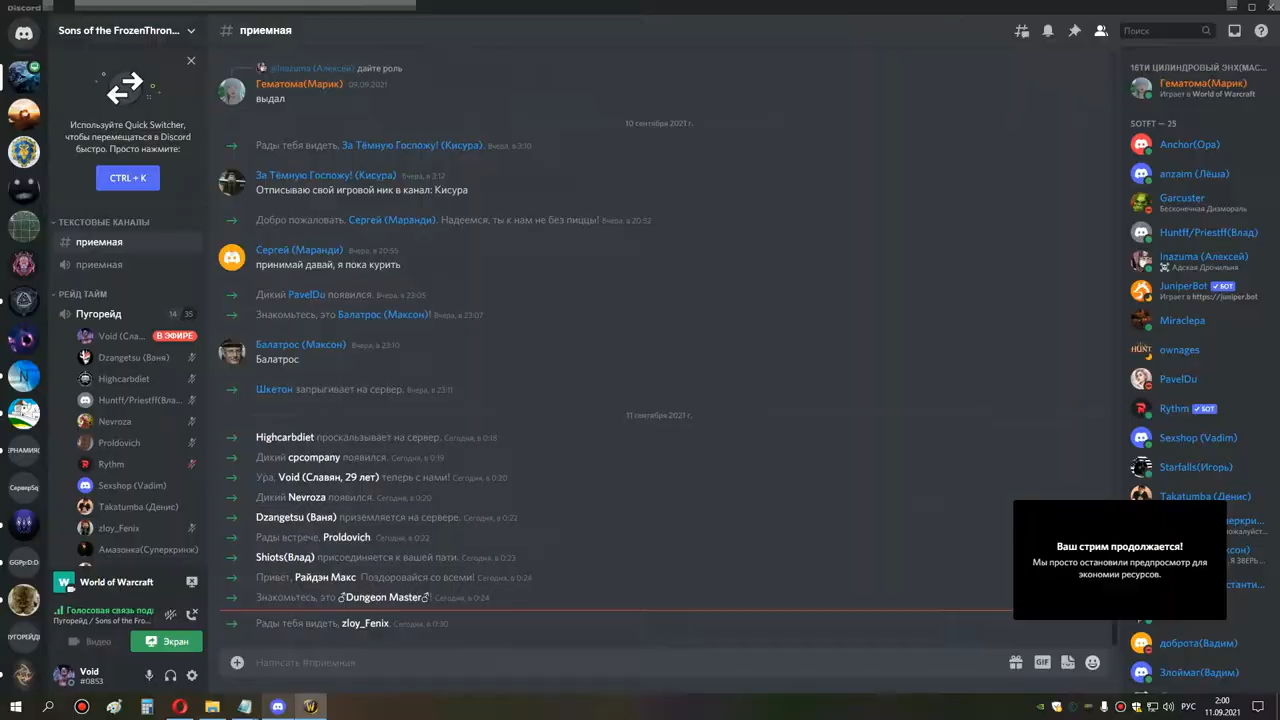 Discord
Sons of the FrozenThron...
приемная
Поиск
Используйте Quick Switcher,
чтобы перемещаться в Discord
быстро. Просто нажмите:
CTRL + K
ТЕКСТОВЫЕ КАНАЛЫ
# приемная
приемная
РЕЙД ТАЙМ
Пугорейд 14 35
Void (Сла... В ЭФИРЕ
Dzangetsu (Ваня)
Highcarbdiet
Huntff/Priestff(Вла...
Nevroza
Proldovich
Rythm
Sexshop (Vadim)
Takatumba (Денис)
zloy_Fenix
Амазонка(Суперкринж)
World of Warcraft
Голосовая связь подк
Пугорейд / Sons of the Fro...
Видео
Экран
Void
#0853
@Inazuma (Алексей) дайте роль
Гематома(Марик) 09.09.2021
выдал
10 сентября 2021 г.
Рады тебя видеть, За Тёмную Госпожу! (Кисура). Вчера, в 3:10
За Тёмную Госпожу! (Кисура) Вчера, в 3:12
Отписываю свой игровой ник в канал: Кисура
Добро пожаловать, Сергей (Маранди). Надеемся, ты к нам не без пиццы! Вчера, в 20:52
Сергей (Маранди) Вчера, в 20:55
принимай давай, я пока курить
Дикий PavelDu появился. Вчера, в 23:05
Знакомьтесь, это Балатрос (Максон)! Вчера, в 23:07
Балатрос (Максон) Вчера, в 23:10
Балатрос
Шкетон запрыгивает на сервер. Вчера, в 23:11
11 сентября 2021 г.
Highcarbdiet проскальзывает на сервер. Сегодня, в 0:18
Дикий cpcompany появился. Сегодня, в 0:19
Ура, Void (Славян, 29 лет) теперь с нами! Сегодня, в 0:20
Дикий Nevroza появился. Сегодня, в 0:20
Dzangetsu (Ваня) приземляется на сервере. Сегодня, в 0:22
Рады встрече, Proldovich. Сегодня, в 0:22
Shiots(Влад) присоединяется к вашей пати. Сегодня, в 0:23
Привет, Райдэн Макс. Поздоровайся со всеми! Сегодня, в 0:24
Знакомьтесь, это ♂Dungeon Master♂! Сегодня, в 0:24
Рады тебя видеть, zloy_Fenix. Сегодня, в 0:30
Написать #приемная
GIF
16ТИ ЦИЛИНДРОВЫЙ ЭНХ(МАС...
Гематома(Марик)
Играет в World of Warcraft
SOTFT — 25
Anchor(Ора)
anzaim (Лёша)
Garcuster
Бесконечная Дизмораль
Huntff/Priestff(Влад)
Inazuma (Алексей)
Адская Дрочильня
JuniperBot БОТ
Играет в https://juniper.bot
Miraclepa
ownages
PavelDu
Rythm БОТ
Sexshop (Vadim)
Starfalls(Игорь)
Takatumba (Денис)
Ваш стрим продолжается!
Мы просто остановили предпросмотр для
экономии ресурсов.
доброта(Вадим)
Злоймаг(Вадим)
РУС
2:00
11.09.2021